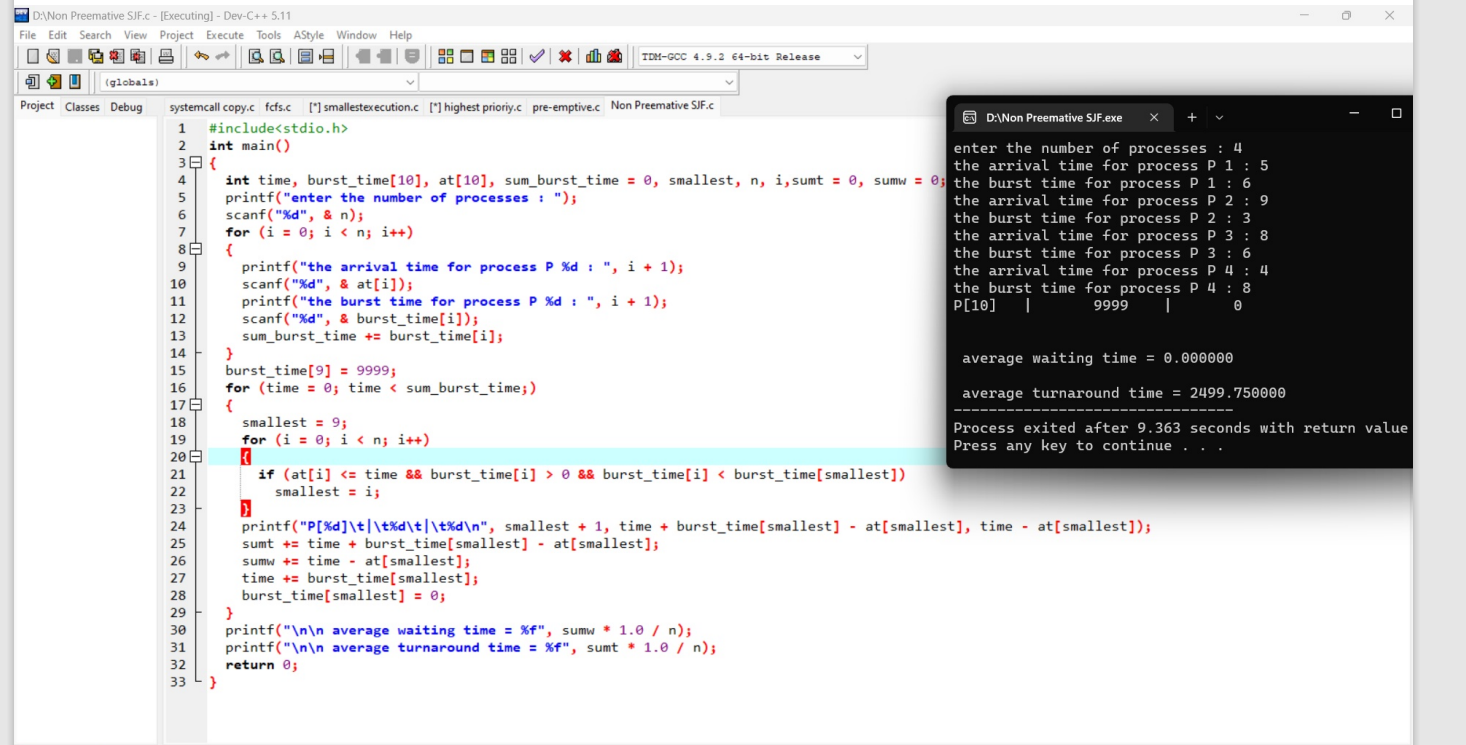 D:\Non Preemative SJF.c - [Executing] - Dev-C++ 5.11
File Edit Search View Project Execute Tools AStyle Window Help
TDM-GCC 4.9.2 64-bit Release
(globals)
Project Classes Debug
systemcall copy.c fcfs.c [*] smallestexecution.c [*] highest prioriy.c pre-emptive.c Non Preemative SJF.c
1 #include<stdio.h>
2 int main()
3 {
4 int time, burst_time[10], at[10], sum_burst_time = 0, smallest, n, i,sumt = 0, sumw = 0;
5 printf("enter the number of processes : ");
6 scanf("%d", & n);
7 for (i = 0; i < n; i++)
8 {
9 printf("the arrival time for process P %d : ", i + 1);
10 scanf("%d", & at[i]);
11 printf("the burst time for process P %d : ", i + 1);
12 scanf("%d", & burst_time[i]);
13 sum_burst_time += burst_time[i];
14 }
15 burst_time[9] = 9999;
16 for (time = 0; time < sum_burst_time;)
17 {
18 smallest = 9;
19 for (i = 0; i < n; i++)
20 {
21 if (at[i] <= time && burst_time[i] > 0 && burst_time[i] < burst_time[smallest])
22 smallest = i;
23 }
24 printf("P[%d]\t|\t%d\t|\t%d\n", smallest + 1, time + burst_time[smallest] - at[smallest], time - at[smallest]);
25 sumt += time + burst_time[smallest] - at[smallest];
26 sumw += time - at[smallest];
27 time += burst_time[smallest];
28 burst_time[smallest] = 0;
29 }
30 printf("\n\n average waiting time = %f", sumw * 1.0 / n);
31 printf("\n\n average turnaround time = %f", sumt * 1.0 / n);
32 return 0;
33 }
D:\Non Preemative SJF.exe
enter the number of processes : 4
the arrival time for process P 1 : 5
the burst time for process P 1 : 6
the arrival time for process P 2 : 9
the burst time for process P 2 : 3
the arrival time for process P 3 : 8
the burst time for process P 3 : 6
the arrival time for process P 4 : 4
the burst time for process P 4 : 8
P[10] | 9999 | 0
average waiting time = 0.000000
average turnaround time = 2499.750000
--------------------------------
Process exited after 9.363 seconds with return value
Press any key to continue . . .